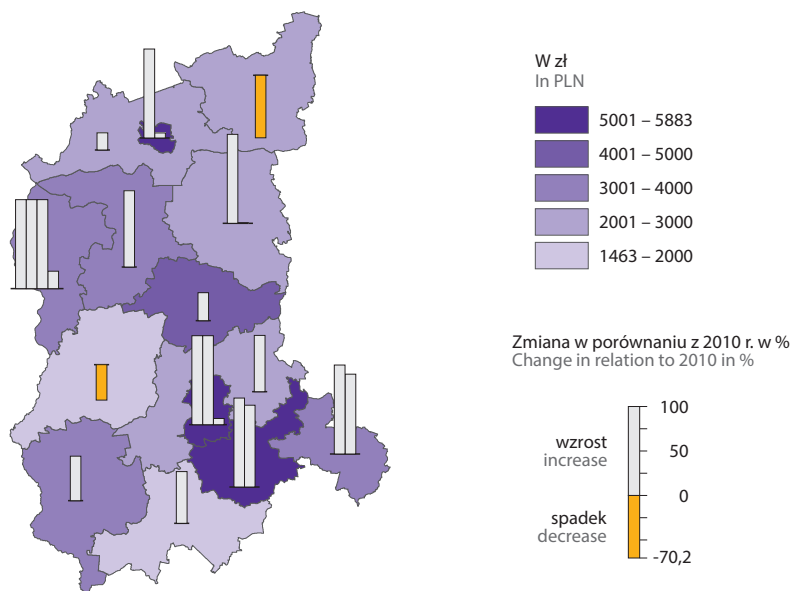 W zł
In PLN
5001 – 5883
4001 – 5000
3001 – 4000
2001 – 3000
1463 – 2000
Zmiana w porównaniu z 2010 r. w %
Change in relation to 2010 in %
wzrost
increase
spadek
decrease
100
50
0
-70,2